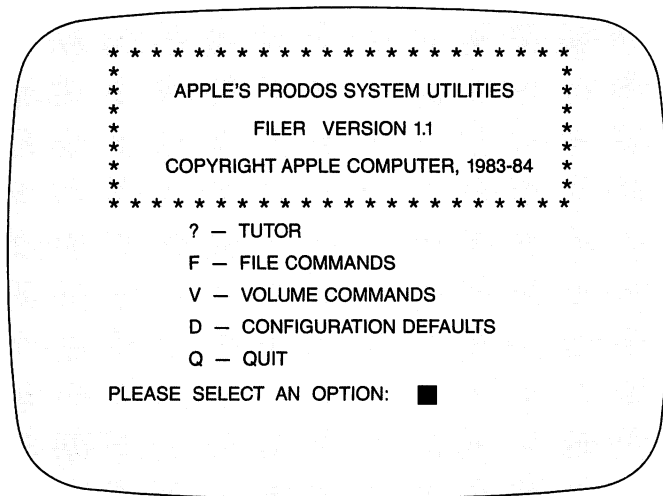 * * * * * * * * * * * * * * * * * * * * * *
* *
* APPLE'S PRODOS SYSTEM UTILITIES *
* *
* FILER VERSION 1.1 *
* *
* COPYRIGHT APPLE COMPUTER, 1983-84 *
* *
* * * * * * * * * * * * * * * * * * * * * *
? — TUTOR
F — FILE COMMANDS
V — VOLUME COMMANDS
D — CONFIGURATION DEFAULTS
Q — QUIT
PLEASE SELECT AN OPTION: